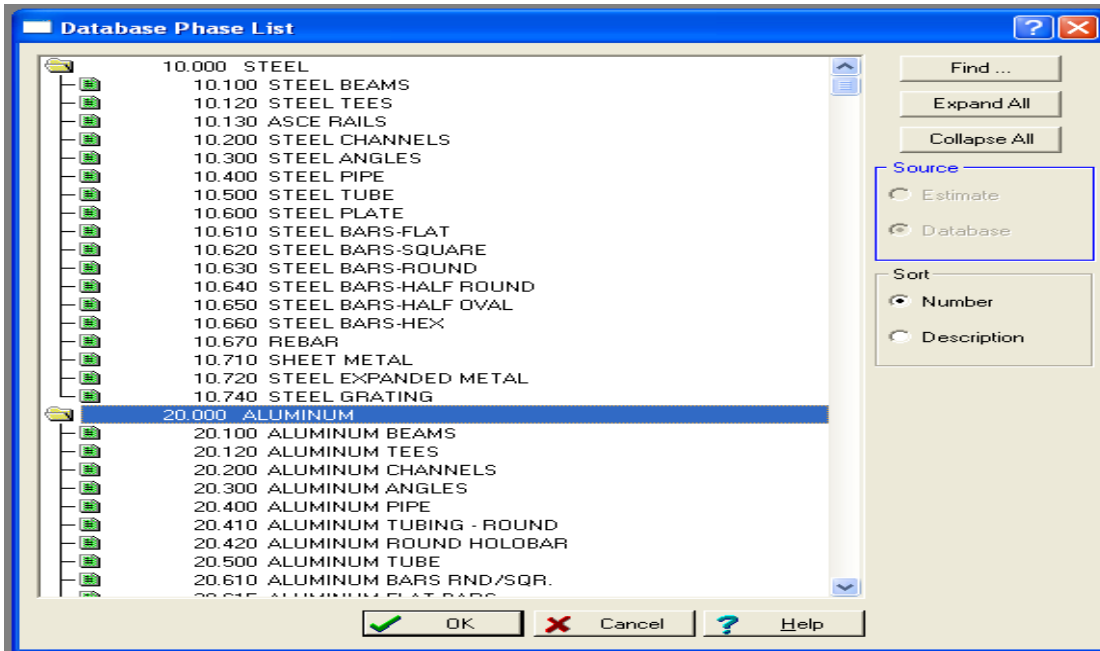 Database Phase List
10.000 STEEL
10.100 STEEL BEAMS
10.120 STEEL TEES
10.130 ASCE RAILS
10.200 STEEL CHANNELS
10.300 STEEL ANGLES
10.400 STEEL PIPE
10.500 STEEL TUBE
10.600 STEEL PLATE
10.610 STEEL BARS-FLAT
10.620 STEEL BARS-SQUARE
10.630 STEEL BARS-ROUND
10.640 STEEL BARS-HALF ROUND
10.650 STEEL BARS-HALF OVAL
10.660 STEEL BARS-HEX
10.670 REBAR
10.710 SHEET METAL
10.720 STEEL EXPANDED METAL
10.740 STEEL GRATING
20.000 ALUMINUM
20.100 ALUMINUM BEAMS
20.120 ALUMINUM TEES
20.200 ALUMINUM CHANNELS
20.300 ALUMINUM ANGLES
20.400 ALUMINUM PIPE
20.410 ALUMINUM TUBING - ROUND
20.420 ALUMINUM ROUND HOLOBAR
20.500 ALUMINUM TUBE
20.610 ALUMINUM BARS RND/SQR.
Find ...
Expand All
Collapse All
Source
Estimate
Database
Sort
Number
Description
OK
Cancel
Help